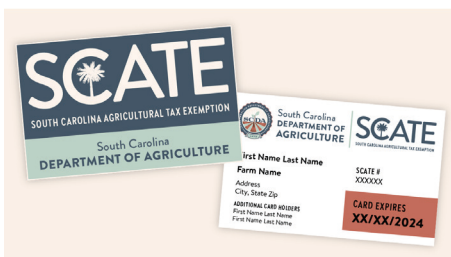 SCATE
SOUTH CAROLINA AGRICULTURAL TAX EXEMPTION
South Carolina
DEPARTMENT OF AGRICULTURE
South Carolina
DEPARTMENT OF
AGRICULTURE
SCATE
SOUTH CAROLINA AGRICULTURAL TAX EXEMPTION
First Name Last Name
Farm Name
Address
City, State Zip
ADDITIONAL CARD HOLDERS
First Name Last Name
First Name Last Name
SCATE #
XXXXXX
CARD EXPIRES
XX/XX/2024